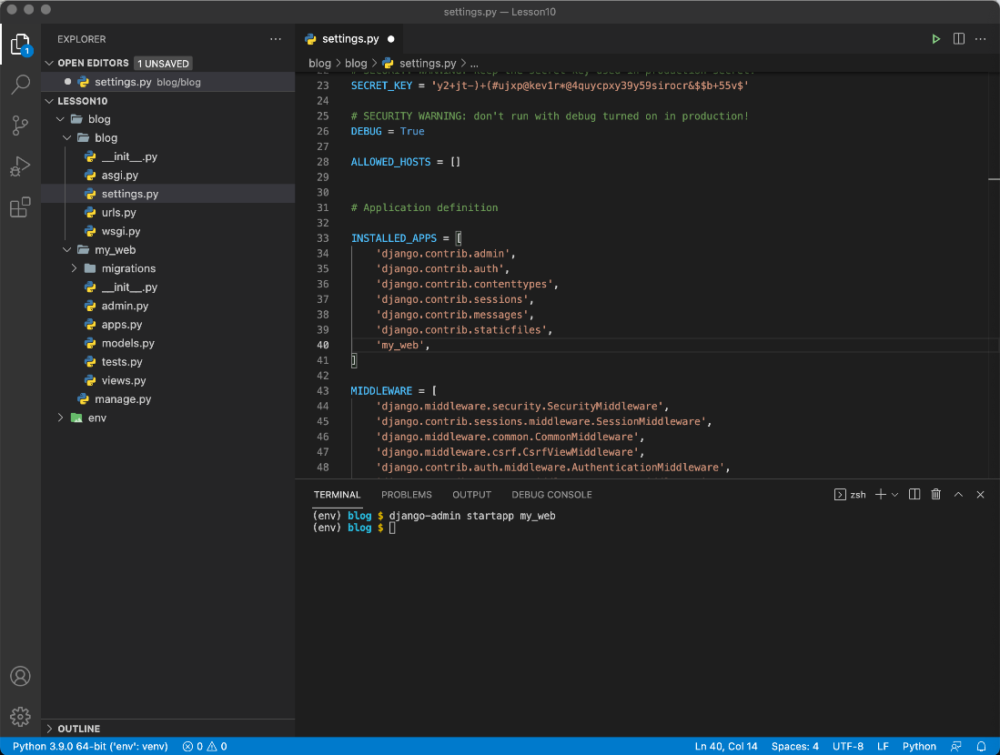 settings.py — Lesson10
EXPLORER
OPEN EDITORS 1 UNSAVED
settings.py blog/blog
LESSON10
blog
blog
__init__.py
asgi.py
settings.py
urls.py
wsgi.py
my_web
migrations
__init__.py
admin.py
apps.py
models.py
tests.py
views.py
manage.py
env
OUTLINE
1
settings.py
blog > blog > settings.py > ...
23 SECRET_KEY = 'y2+jt-)+(#ujxp@kev1r*@4quycpxy39y59sirocr&$$b+55v$'
24
25 # SECURITY WARNING: don't run with debug turned on in production!
26 DEBUG = True
27
28 ALLOWED_HOSTS = []
29
30
31 # Application definition
32
33 INSTALLED_APPS = [
34 'django.contrib.admin',
35 'django.contrib.auth',
36 'django.contrib.contenttypes',
37 'django.contrib.sessions',
38 'django.contrib.messages',
39 'django.contrib.staticfiles',
40 'my_web',
41 ]
42
43 MIDDLEWARE = [
44 'django.middleware.security.SecurityMiddleware',
45 'django.contrib.sessions.middleware.SessionMiddleware',
46 'django.middleware.common.CommonMiddleware',
47 'django.middleware.csrf.CsrfViewMiddleware',
48 'django.contrib.auth.middleware.AuthenticationMiddleware',
TERMINAL PROBLEMS OUTPUT DEBUG CONSOLE zsh
(env) blog $ django-admin startapp my_web
(env) blog $
Python 3.9.0 64-bit ('env': venv) 0 0 Ln 40, Col 14 Spaces: 4 UTF-8 LF Python